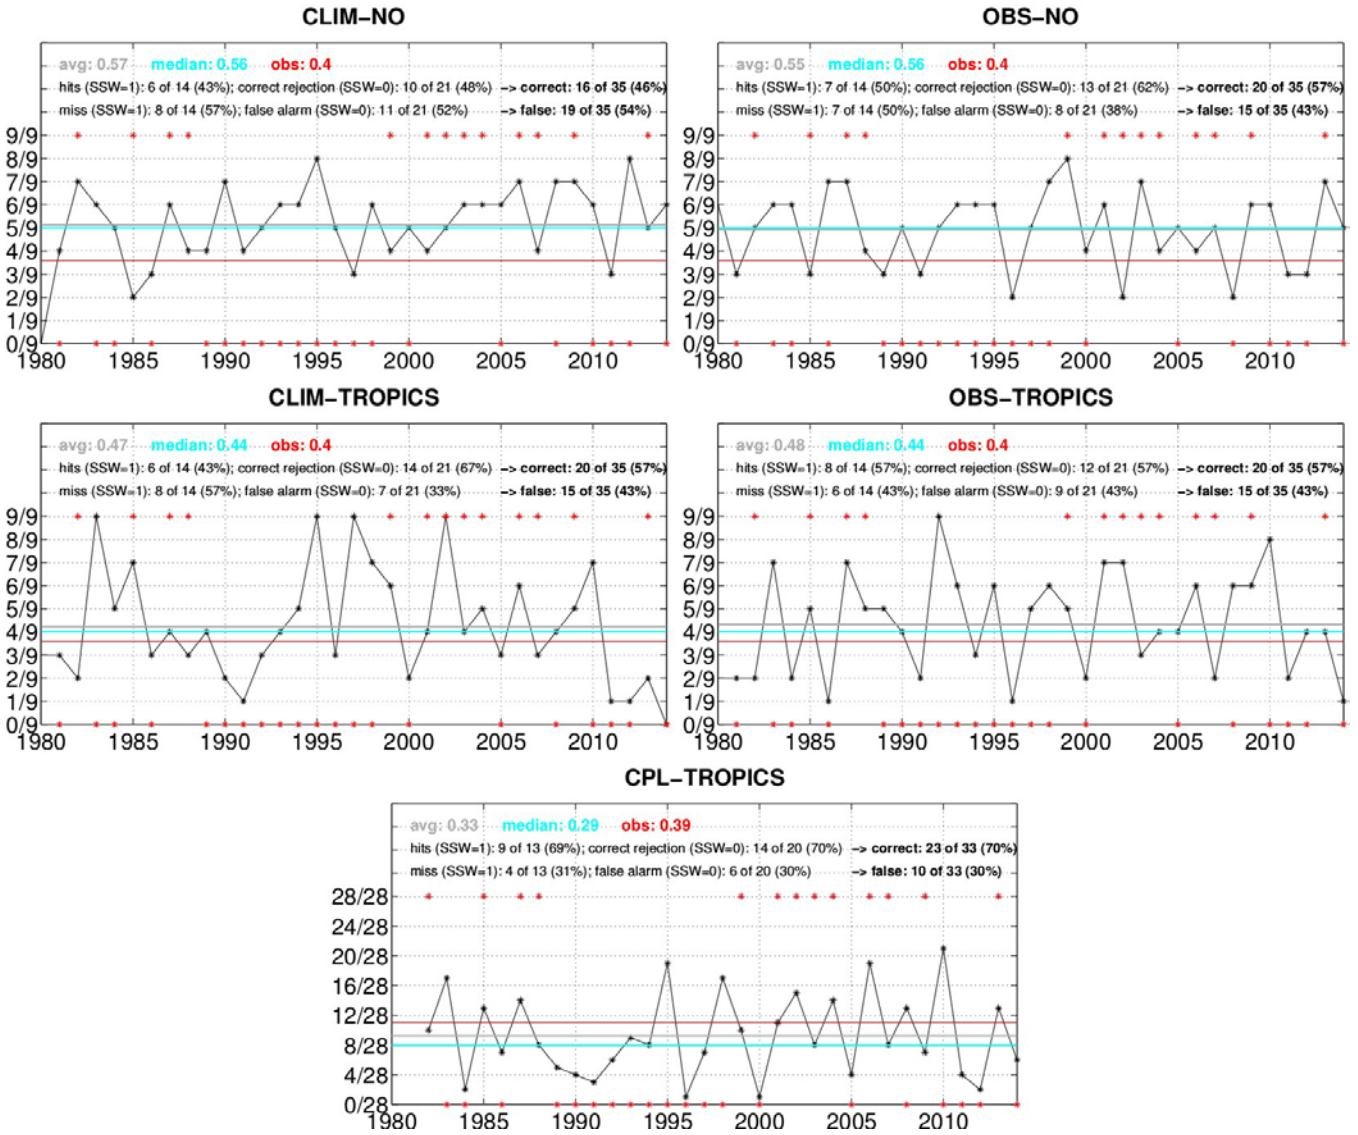 CLIM–NO
avg: 0.57 median: 0.56 obs: 0.4
hits (SSW=1): 6 of 14 (43%); correct rejection (SSW=0): 10 of 21 (48%) –> correct: 16 of 35 (46%)
miss (SSW=1): 8 of 14 (57%); false alarm (SSW=0): 11 of 21 (52%) –> false: 19 of 35 (54%)
9/9
8/9
7/9
6/9
5/9
4/9
3/9
2/9
1/9
0/9
1980 1985 1990 1995 2000 2005 2010
OBS–NO
avg: 0.55 median: 0.56 obs: 0.4
hits (SSW=1): 7 of 14 (50%); correct rejection (SSW=0): 13 of 21 (62%) –> correct: 20 of 35 (57%)
miss (SSW=1): 7 of 14 (50%); false alarm (SSW=0): 8 of 21 (38%) –> false: 15 of 35 (43%)
9/9
8/9
7/9
6/9
5/9
4/9
3/9
2/9
1/9
0/9
1980 1985 1990 1995 2000 2005 2010
CLIM–TROPICS
avg: 0.47 median: 0.44 obs: 0.4
hits (SSW=1): 6 of 14 (43%); correct rejection (SSW=0): 14 of 21 (67%) –> correct: 20 of 35 (57%)
miss (SSW=1): 8 of 14 (57%); false alarm (SSW=0): 7 of 21 (33%) –> false: 15 of 35 (43%)
9/9
8/9
7/9
6/9
5/9
4/9
3/9
2/9
1/9
0/9
1980 1985 1990 1995 2000 2005 2010
OBS–TROPICS
avg: 0.48 median: 0.44 obs: 0.4
hits (SSW=1): 8 of 14 (57%); correct rejection (SSW=0): 12 of 21 (57%) –> correct: 20 of 35 (57%)
miss (SSW=1): 6 of 14 (43%); false alarm (SSW=0): 9 of 21 (43%) –> false: 15 of 35 (43%)
9/9
8/9
7/9
6/9
5/9
4/9
3/9
2/9
1/9
0/9
1980 1985 1990 1995 2000 2005 2010
CPL–TROPICS
avg: 0.33 median: 0.29 obs: 0.39
hits (SSW=1): 9 of 13 (69%); correct rejection (SSW=0): 14 of 20 (70%) –> correct: 23 of 33 (70%)
miss (SSW=1): 4 of 13 (31%); false alarm (SSW=0): 6 of 20 (30%) –> false: 10 of 33 (30%)
28/28
24/28
20/28
16/28
12/28
8/28
4/28
0/28
1980 1985 1990 1995 2000 2005 2010